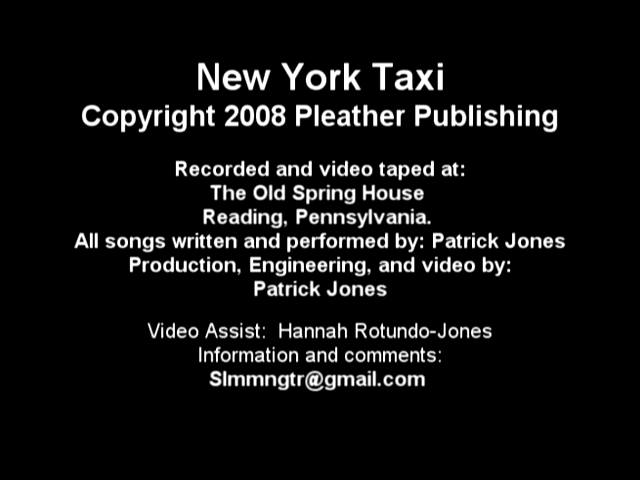 New York Taxi
Copyright 2008 Pleather Publishing
Recorded and video taped at:
The Old Spring House
Reading, Pennsylvania.
All songs written and performed by: Patrick Jones
Production, Engineering, and video by:
Patrick Jones
Video Assist:  Hannah Rotundo-Jones
Information and comments:
Slmmngtr@gmail.com